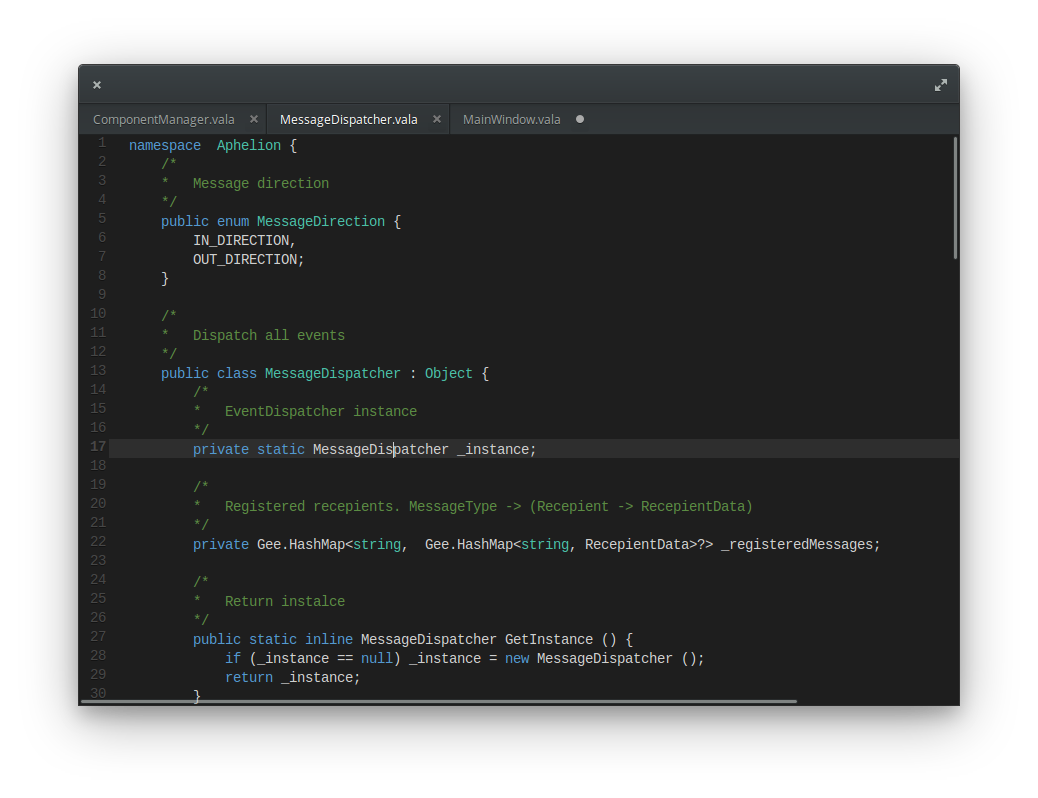 ComponentManager.vala × MessageDispatcher.vala × MainWindow.vala ●
1 namespace  Aphelion {
2     /*
3     *   Message direction
4     */
5     public enum MessageDirection {
6         IN_DIRECTION,
7         OUT_DIRECTION;
8     }
9
10     /*
11     *   Dispatch all events
12     */
13     public class MessageDispatcher : Object {
14         /*
15         *   EventDispatcher instance
16         */
17         private static MessageDispatcher _instance;
18
19         /*
20         *   Registered recepients. MessageType -> (Recepient -> RecepientData)
21         */
22         private Gee.HashMap<string,  Gee.HashMap<string, RecepientData>?> _registeredMessages;
23
24         /*
25         *   Return instalce
26         */
27         public static inline MessageDispatcher GetInstance () {
28             if (_instance == null) _instance = new MessageDispatcher ();
29             return _instance;
30         }